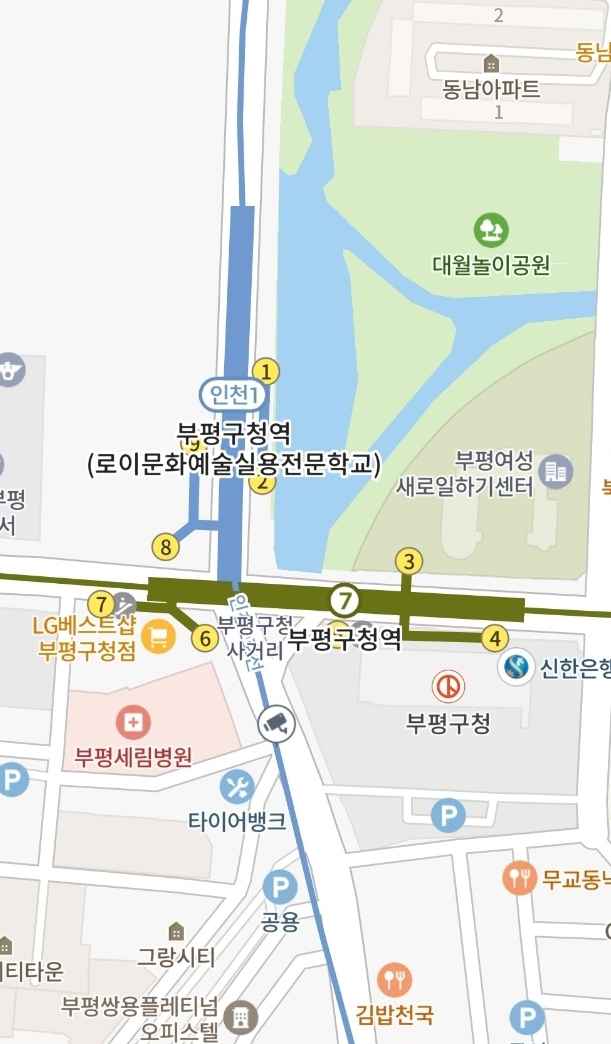 2
동남아파트
1
대월놀이공원
1
인천1
부평구청역
(로이문화예술실용전문학교)
9
2
부평여성
새로일하기센터
8
3
7
7
LG베스트샵
부평구청점
6
부평구청
사거리
부평구청역
4
신한은행
부평구청
부평세림병원
P
타이어뱅크
P
P
공용
그랑시티
김밥천국
부평쌍용플레티넘
오피스텔
P